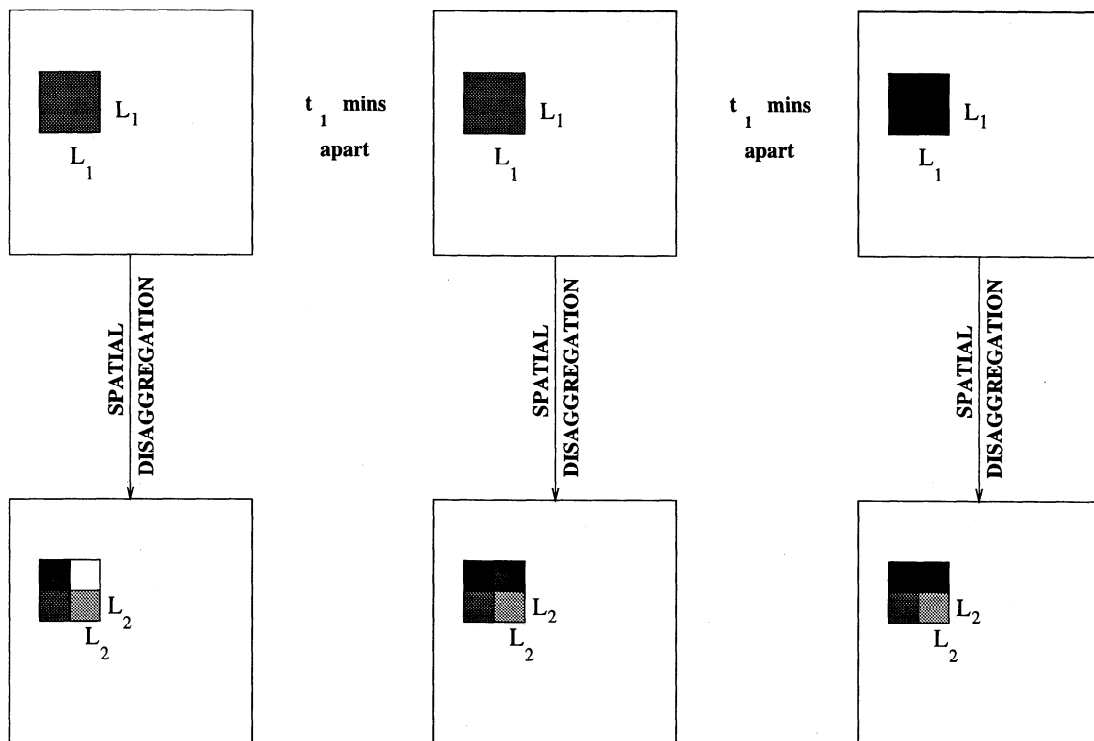 L1
L1
t1 mins
apart
L1
L1
t1 mins
apart
L1
L1
SPATIAL
DISAGGREGATION
SPATIAL
DISAGGREGATION
SPATIAL
DISAGGREGATION
L2
L2
L2
L2
L2
L2